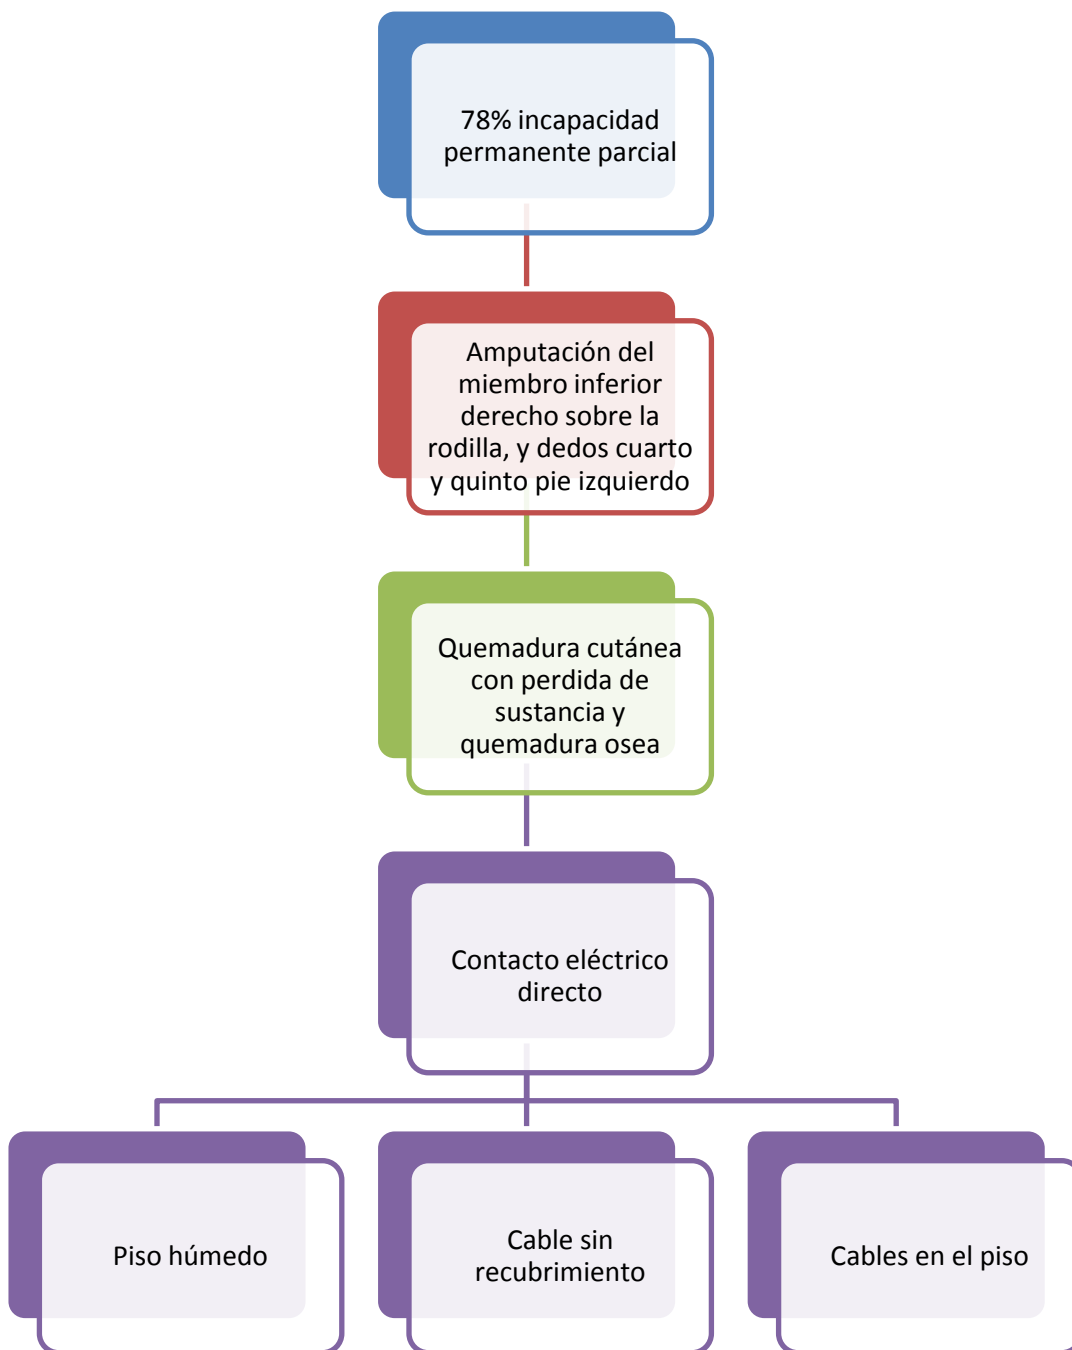 78% incapacidad
permanente parcial
Amputación del
miembro inferior
derecho sobre la
rodilla, y dedos cuarto
y quinto pie izquierdo
Quemadura cutánea
con perdida de
sustancia y
quemadura osea
Contacto eléctrico
directo
Piso húmedo
Cable sin
recubrimiento
Cables en el piso